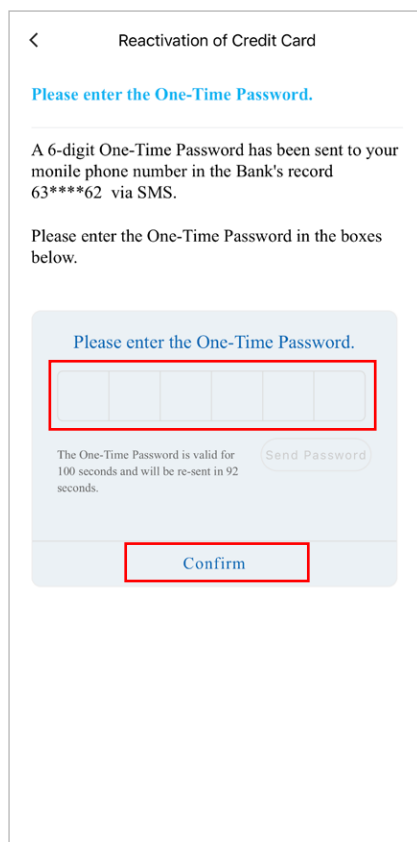 Reactivation of Credit Card
Please enter the One-Time Password.
A 6-digit One-Time Password has been sent to your
monile phone number in the Bank's record
63****62 via SMS.
Please enter the One-Time Password in the boxes
below.
Please enter the One-Time Password.
The One-Time Password is valid for
100 seconds and will be re-sent in 92
seconds.
Send Password
Confirm